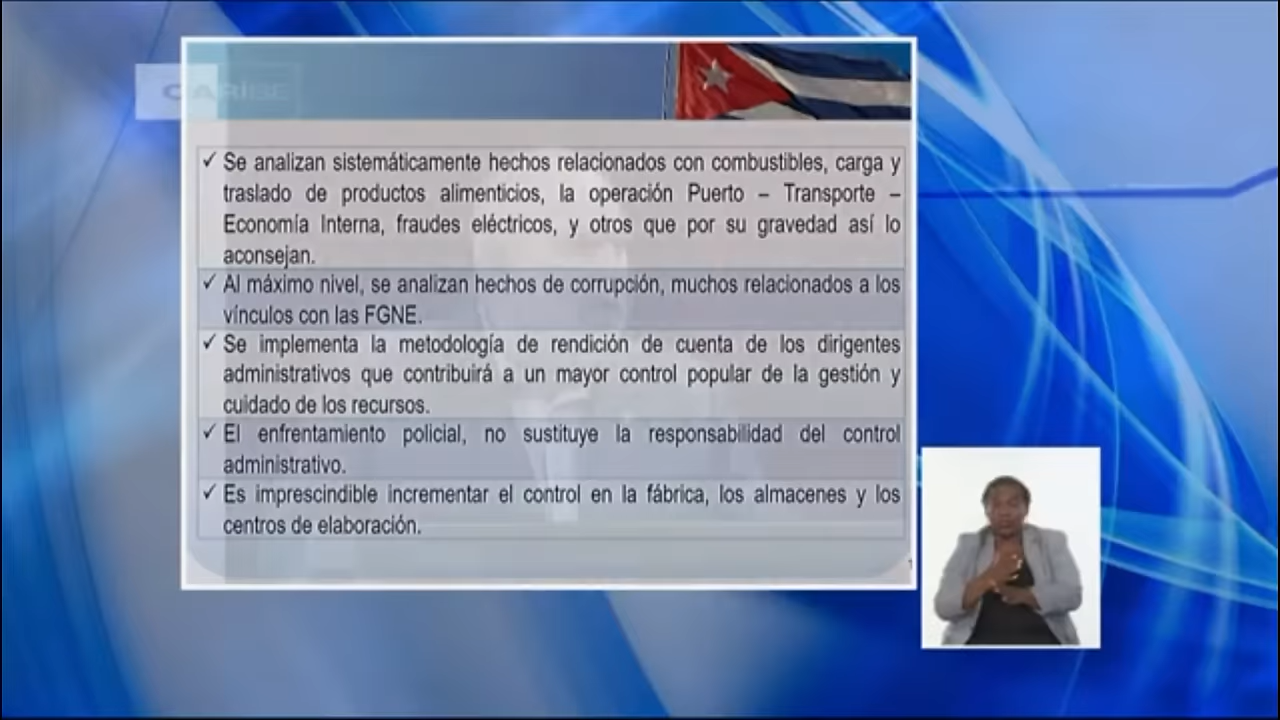 CARIBE
✓ Se analizan sistemáticamente hechos relacionados con combustibles, carga y
traslado de productos alimenticios, la operación Puerto – Transporte –
Economía Interna, fraudes eléctricos, y otros que por su gravedad así lo
aconsejan.
✓ Al máximo nivel, se analizan hechos de corrupción, muchos relacionados a los
vínculos con las FGNE.
✓ Se implementa la metodología de rendición de cuenta de los dirigentes
administrativos que contribuirá a un mayor control popular de la gestión y
cuidado de los recursos.
✓ El enfrentamiento policial, no sustituye la responsabilidad del control
administrativo.
✓ Es imprescindible incrementar el control en la fábrica, los almacenes y los
centros de elaboración.